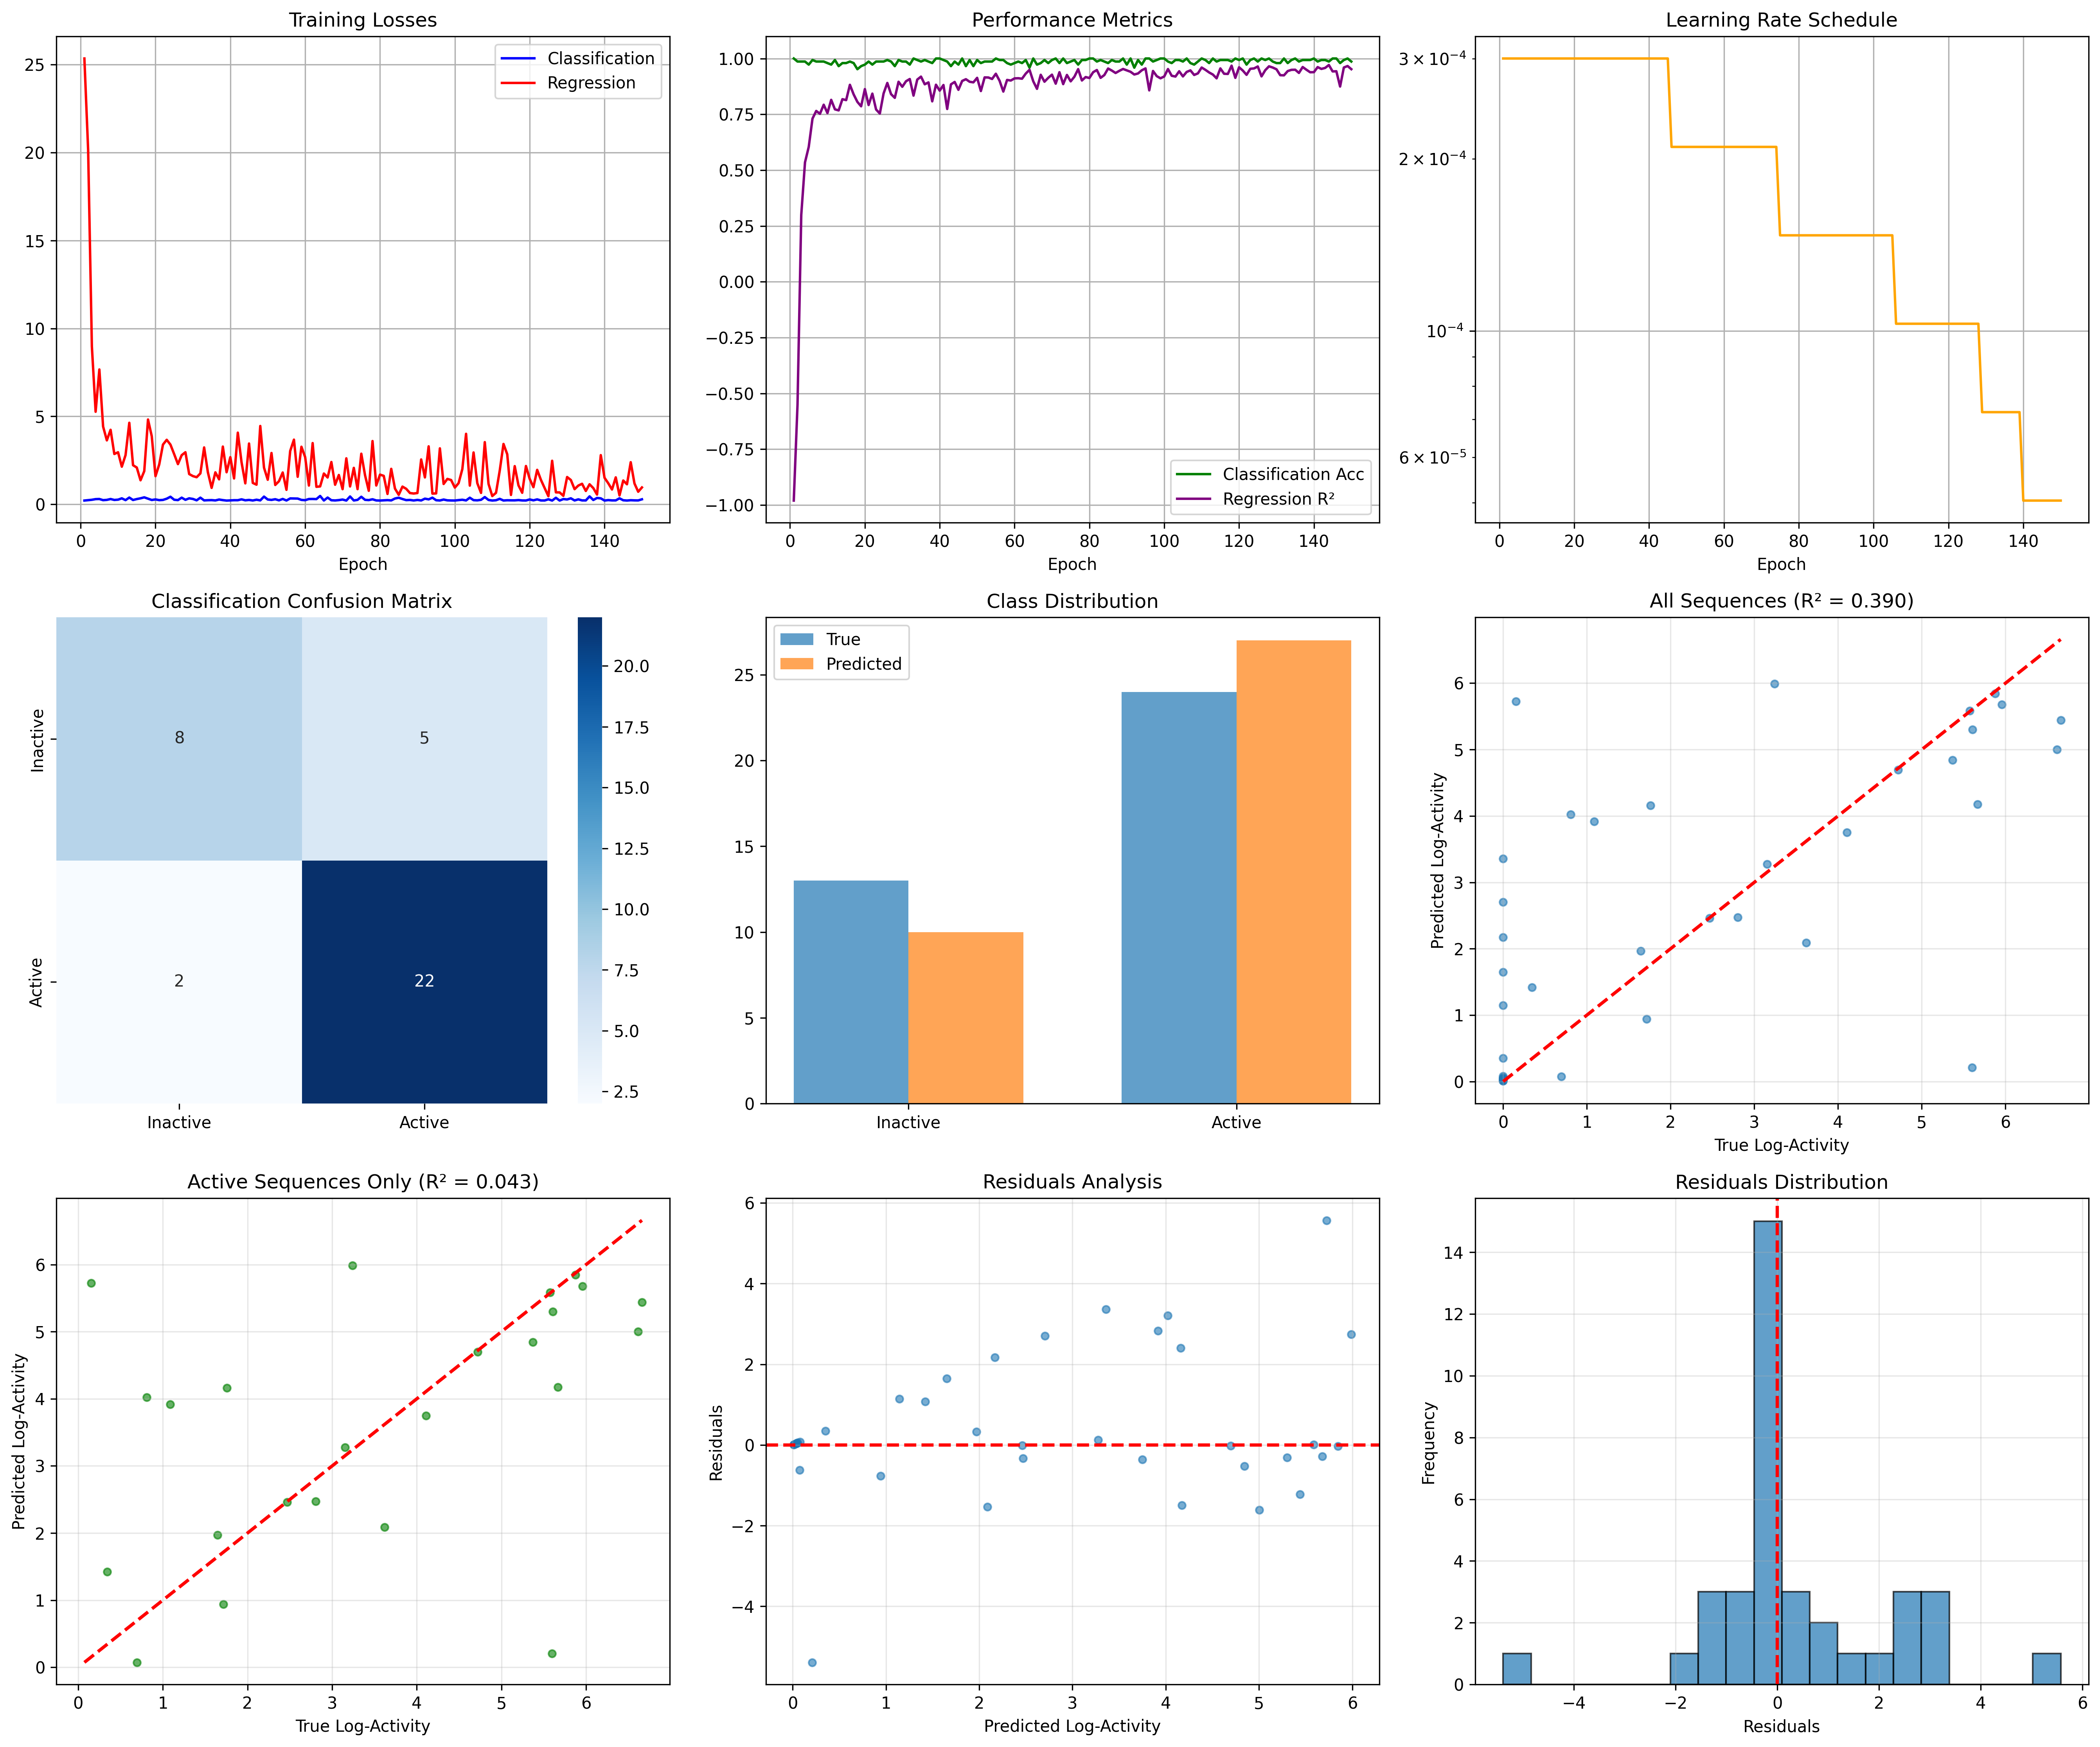 Training Losses
25
20
15
10
5
0
0 20 40 60 80 100 120 140
Epoch
Classification
Regression
Performance Metrics
1.00
0.75
0.50
0.25
0.00
−0.25
−0.50
−0.75
−1.00
0 20 40 60 80 100 120 140
Epoch
Classification Acc
Regression R²
Learning Rate Schedule
3 × 10⁻⁴
2 × 10⁻⁴
10⁻⁴
6 × 10⁻⁵
0 20 40 60 80 100 120 140
Epoch
Classification Confusion Matrix
Inactive
8 5
Active
2 22
Inactive Active
20.0
17.5
15.0
12.5
10.0
7.5
5.0
2.5
Class Distribution
True
Predicted
25
20
15
10
5
0
Inactive Active
All Sequences (R² = 0.390)
Predicted Log-Activity
6
5
4
3
2
1
0
0 1 2 3 4 5 6
True Log-Activity
Active Sequences Only (R² = 0.043)
Predicted Log-Activity
6
5
4
3
2
1
0
0 1 2 3 4 5 6
True Log-Activity
Residuals Analysis
Residuals
6
4
2
0
−2
−4
0 1 2 3 4 5 6
Predicted Log-Activity
Residuals Distribution
Frequency
14
12
10
8
6
4
2
0
−4 −2 0 2 4 6
Residuals